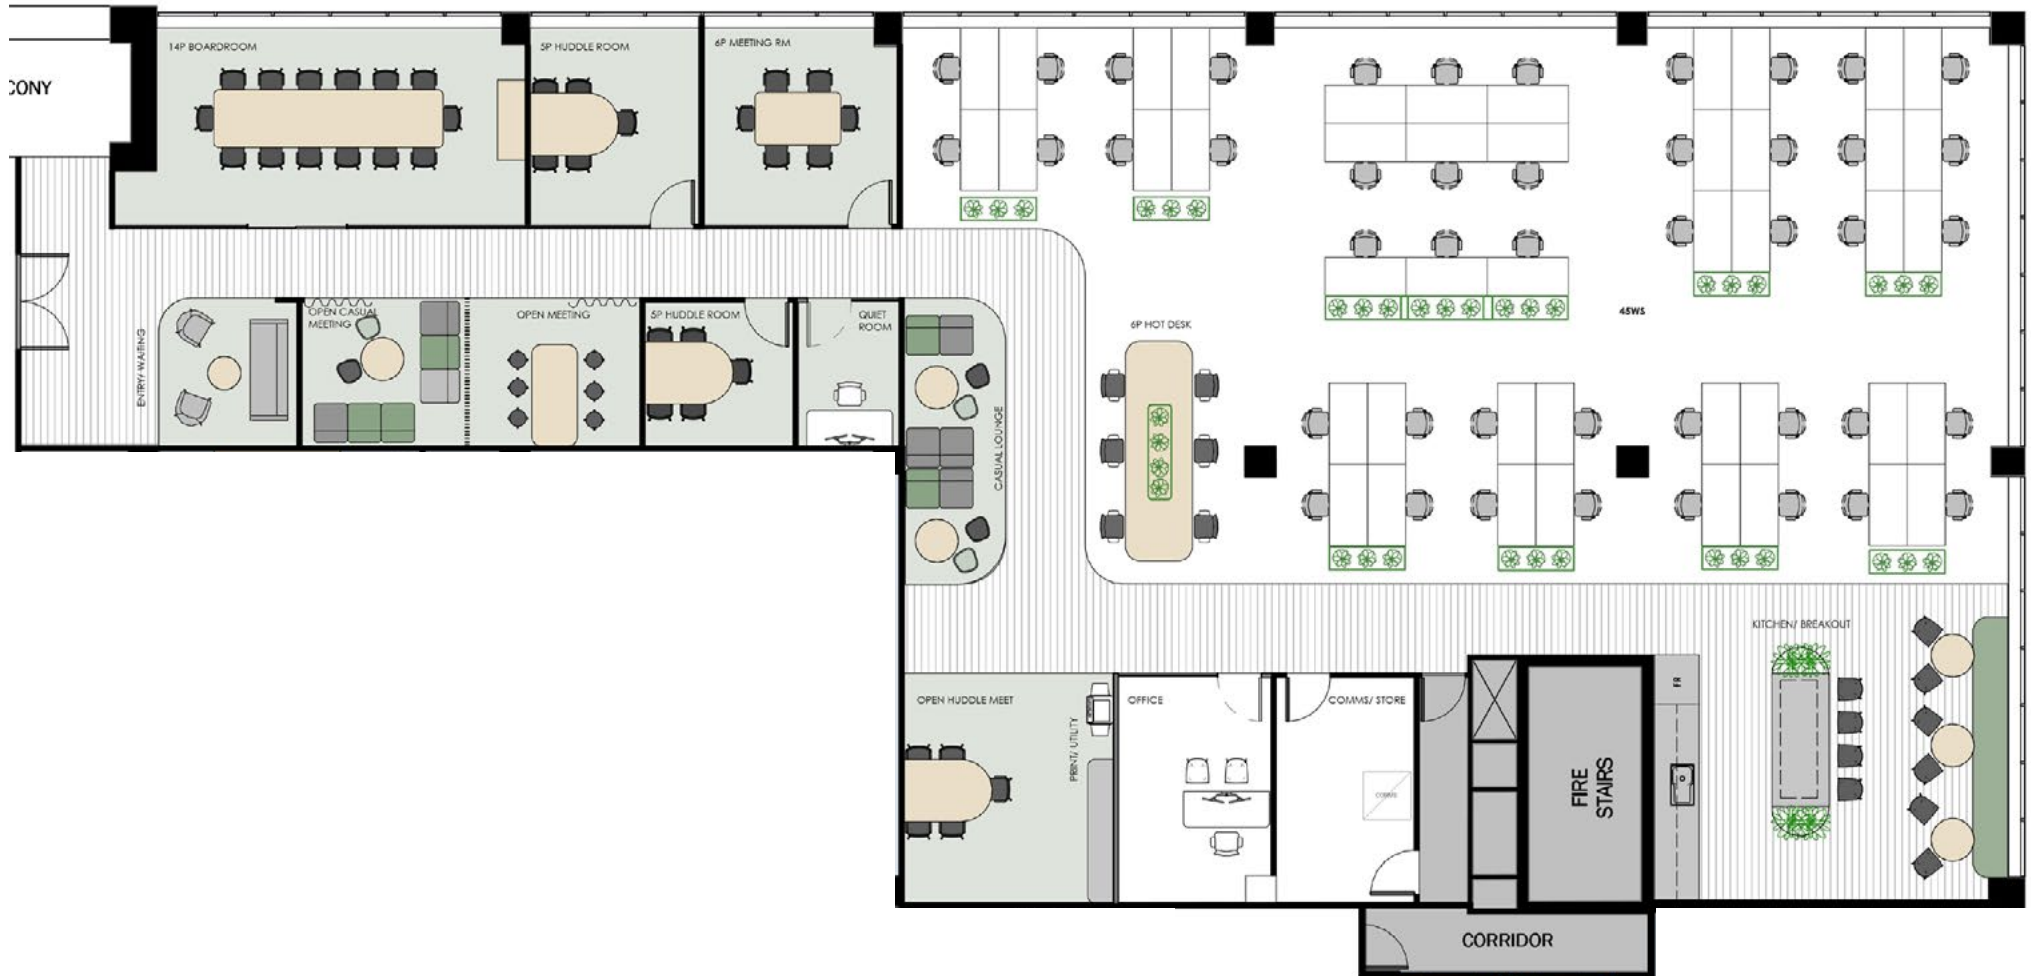 14P BOARDROOM
5P HUDDLE ROOM
6P MEETING RM
CONY
ENTRY/ WAITING
OPEN CASUAL
MEETING
OPEN MEETING
5P HUDDLE ROOM
QUIET
ROOM
CASUAL LOUNGE
6P HOT DESK
45WS
KITCHEN/ BREAKOUT
OPEN HUDDLE MEET
PRINT/ UTILITY
OFFICE
COMMS/ STORE
COMMS
FIRE
STAIRS
FR
CORRIDOR